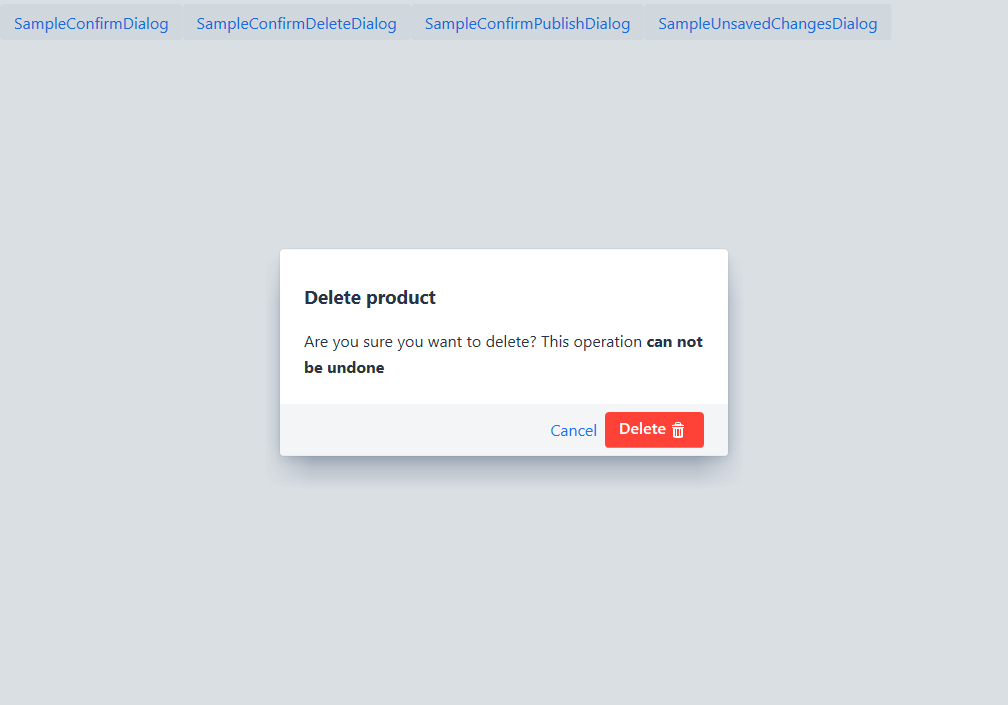 SampleConfirmDialog SampleConfirmDeleteDialog SampleConfirmPublishDialog SampleUnsavedChangesDialog
Delete product
Are you sure you want to delete? This operation can not
be undone
Cancel Delete